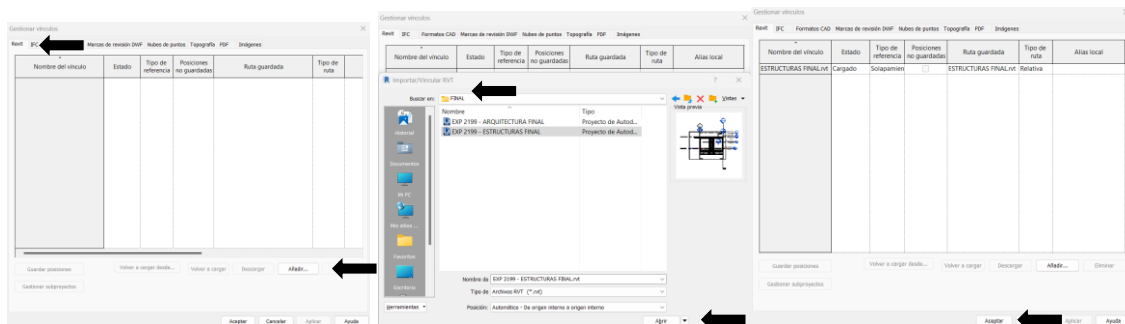 Gestionar vínculos
Revit IFC Marcas de revisión DWF Nubes de puntos Topografía PDF Imágenes
Nombre del vínculo Estado Tipo de referencia Posiciones no guardadas Ruta guardada Tipo de ruta
Guardar posiciones Volver a cargar desde... Volver a cargar Descargar Añadir...
Gestionar subproyectos
Aceptar Cancelar Aplicar Ayuda
Gestionar vínculos
Revit IFC Formatos CAD Marcas de revisión DWF Nubes de puntos Topografía PDF Imágenes
Nombre del vínculo Estado Tipo de referencia Posiciones no guardadas Ruta guardada Tipo de ruta Alias local
Importar/Vincular RVT
Buscar en: FINAL Vistas
Nombre Tipo Vista previa
EXP 2199 - ARQUITECTURA FINAL Proyecto de Autod...
EXP 2199 - ESTRUCTURAS FINAL Proyecto de Autod...
Historial
Documentos
Mi PC
Mis sitios ...
Favoritos
Escritorio
Nombre de EXP 2199 - ESTRUCTURAS FINAL.rvt
Tipo de Archivos RVT (*.rvt)
Herramientas Posición: Automático - De origen interno a origen interno
Abrir
Gestionar vínculos
Revit IFC Formatos CAD Marcas de revisión DWF Nubes de puntos Topografía PDF Imágenes
Nombre del vínculo Estado Tipo de referencia Posiciones no guardadas Ruta guardada Tipo de ruta Alias local
ESTRUCTURAS FINAL.rvt Cargado Solapamien ESTRUCTURAS FINAL.rvt Relativa
Guardar posiciones Volver a cargar desde... Volver a cargar Descargar Añadir... Eliminar
Gestionar subproyectos
Aceptar Aplicar Ayuda